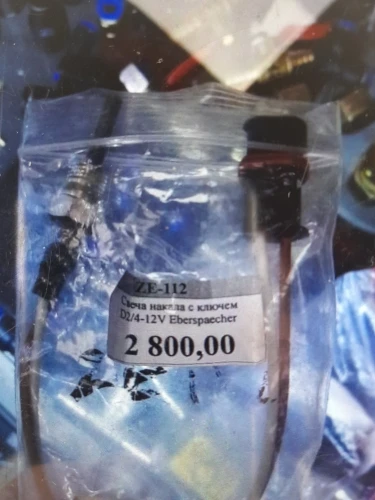 ZE-112
Свеча накала с ключем
D2/4-12V Eberspaecher
2 800,00